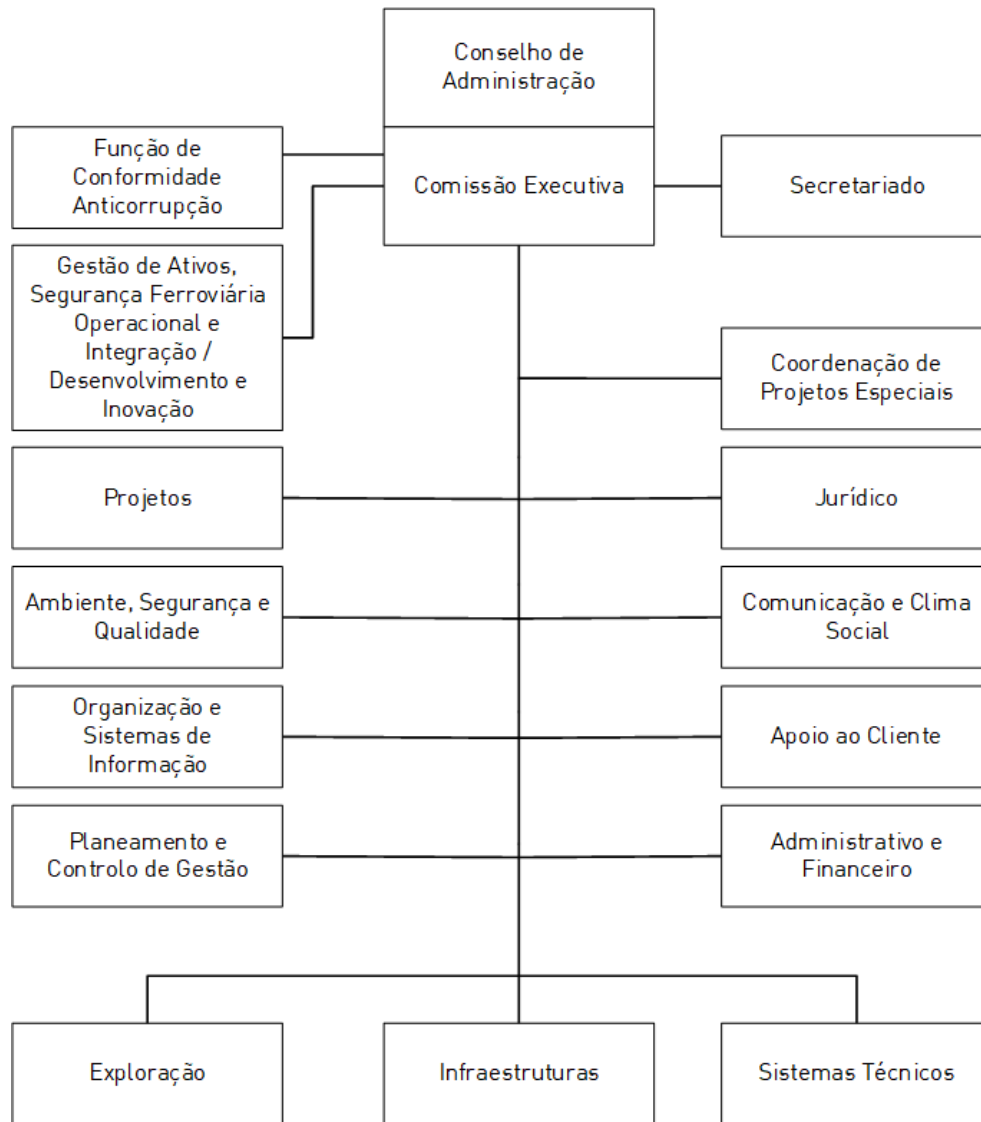 Conselho de
Administração
Função de
Conformidade
Anticorrupção
Comissão Executiva
Secretariado
Gestão de Ativos,
Segurança Ferroviária
Operacional e
Integração /
Desenvolvimento e
Inovação
Coordenação de
Projetos Especiais
Projetos
Jurídico
Ambiente, Segurança e
Qualidade
Comunicação e Clima
Social
Organização e
Sistemas de
Informação
Apoio ao Cliente
Planeamento e
Controlo de Gestão
Administrativo e
Financeiro
Exploração
Infraestruturas
Sistemas Técnicos